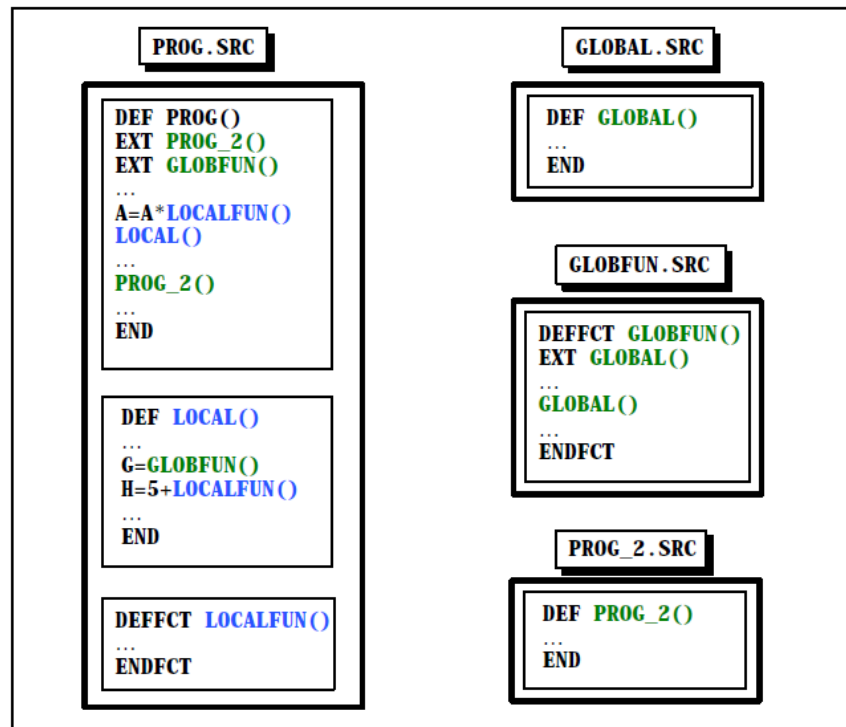 PROG.SRC
DEF PROG()
EXT PROG_2()
EXT GLOBFUN()
...
A=A*LOCALFUN()
LOCAL()
...
PROG_2()
...
END
DEF LOCAL()
...
G=GLOBFUN()
H=5+LOCALFUN()
...
END
DEFFCT LOCALFUN()
...
ENDFCT
GLOBAL.SRC
DEF GLOBAL()
...
END
GLOBFUN.SRC
DEFFCT GLOBFUN()
EXT GLOBAL()
...
GLOBAL()
...
ENDFCT
PROG_2.SRC
DEF PROG_2()
...
END